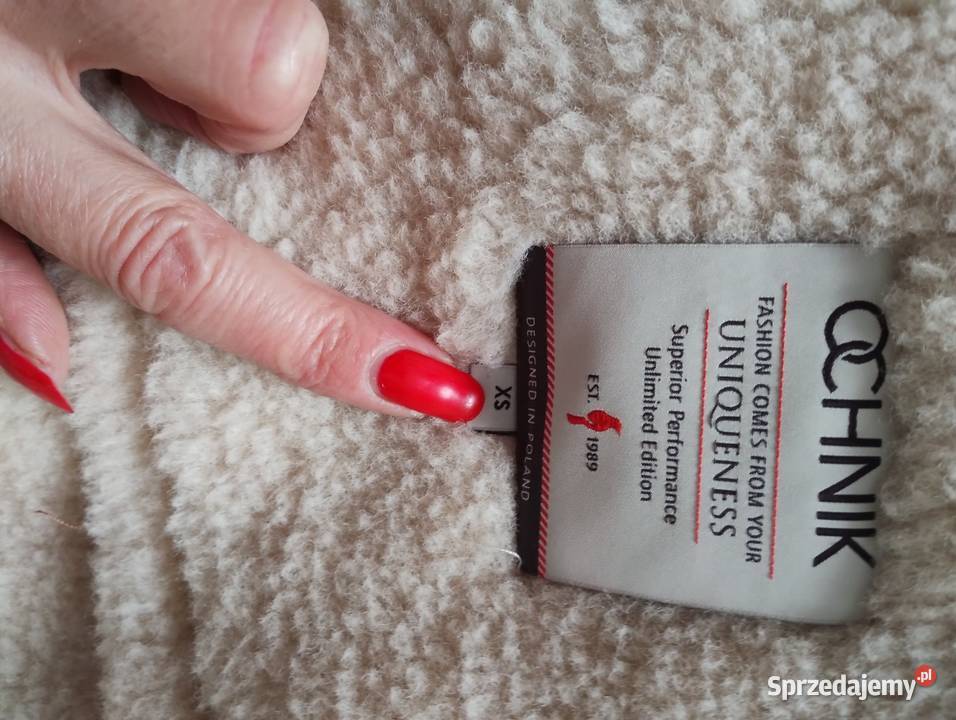 OCHNIK
FASHION COMES FROM YOUR
UNIQUENESS
Superior Performance
Unlimited Edition
EST. 1989
DESIGNED IN POLAND
XS
Sprzedajemy.pl